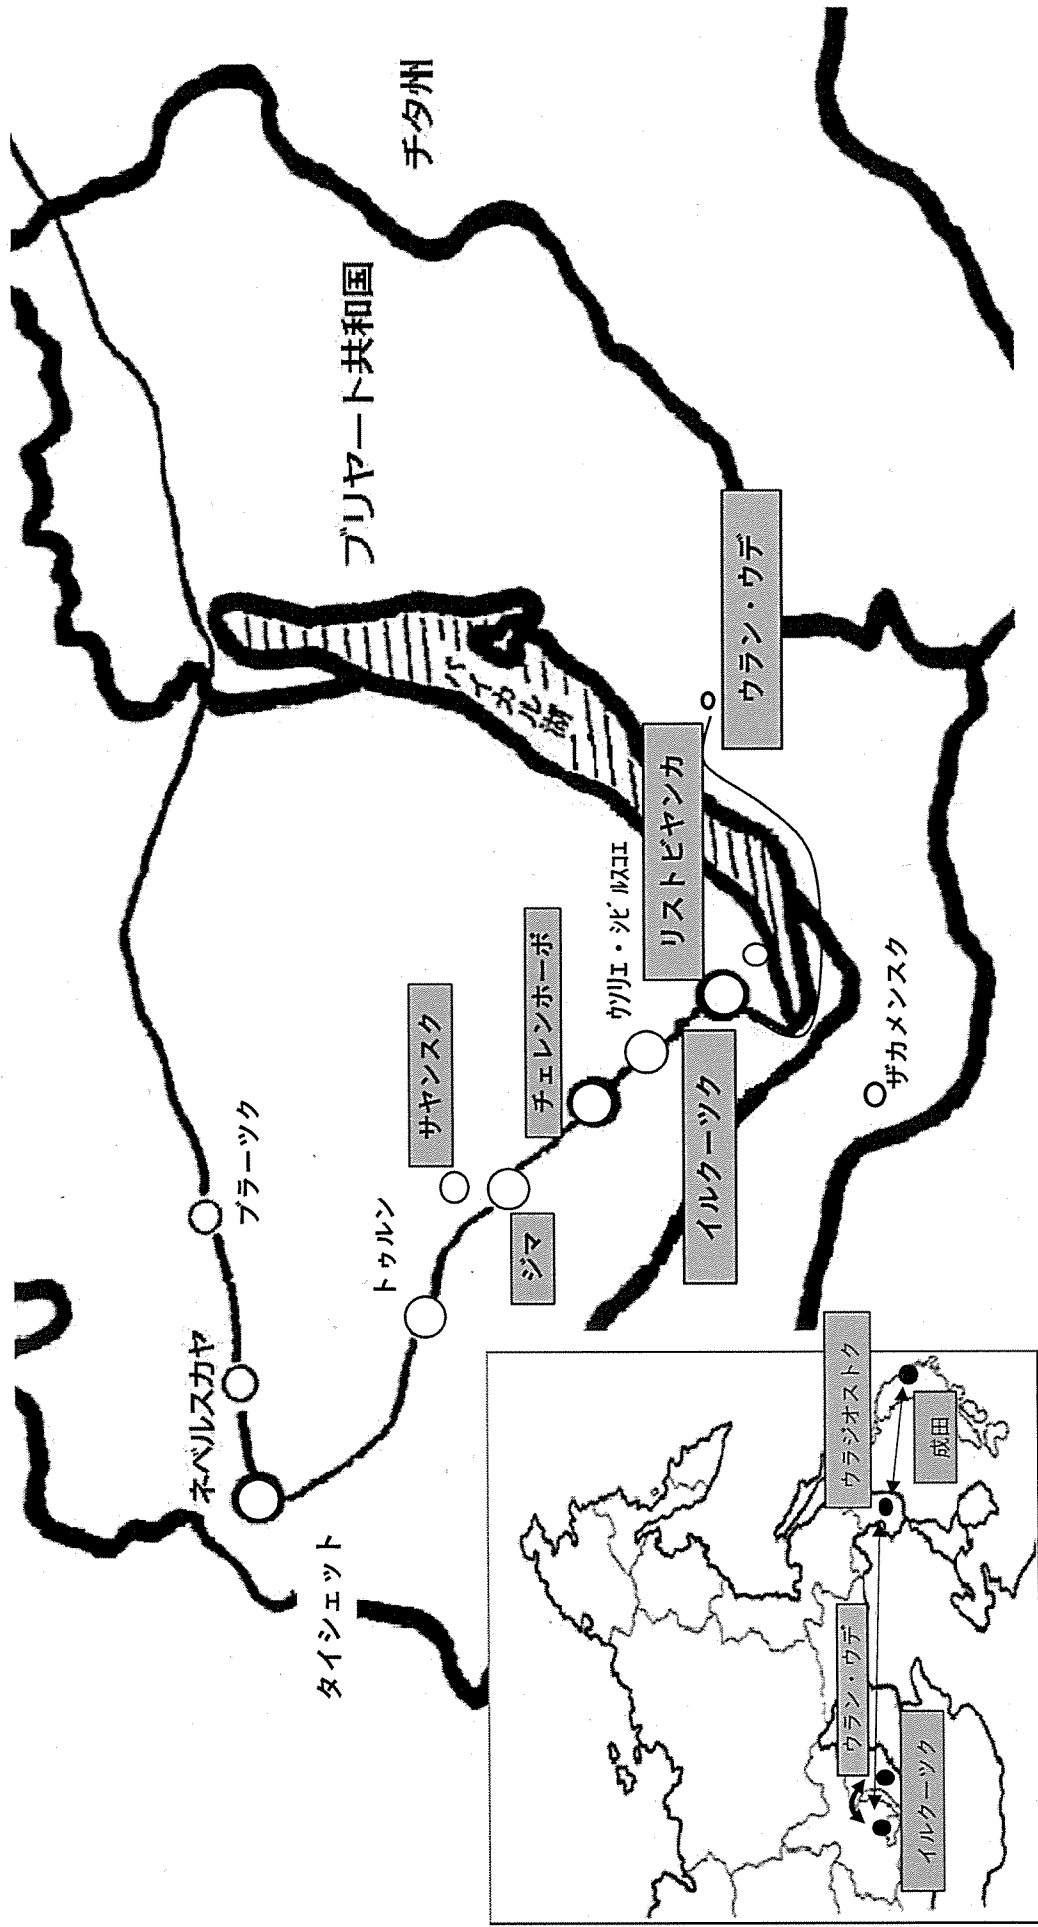 チタ州
ブリヤート共和国
バイカル湖
ウラン・ウデ
リストビヤンカ
ウソリエ・シビルスコエ
チェレンホーボ
サヤンスク
ジマ
イルクーツク
ザカメンスク
ブラーツク
トゥルン
ネベルスカヤ
タイシェット
ウラジオストク
成田
ウラン・ウデ
イルクーツク